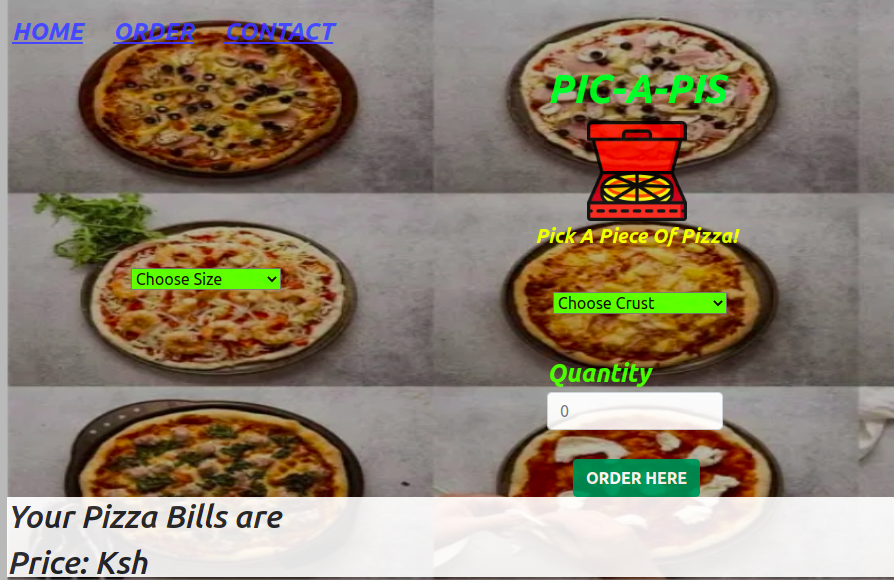 HOME ORDER CONTACT
PIC-A-PIS
Pick A Piece Of Pizza!
Choose Size
Choose Crust
Quantity
0
ORDER HERE
Your Pizza Bills are
Price: Ksh